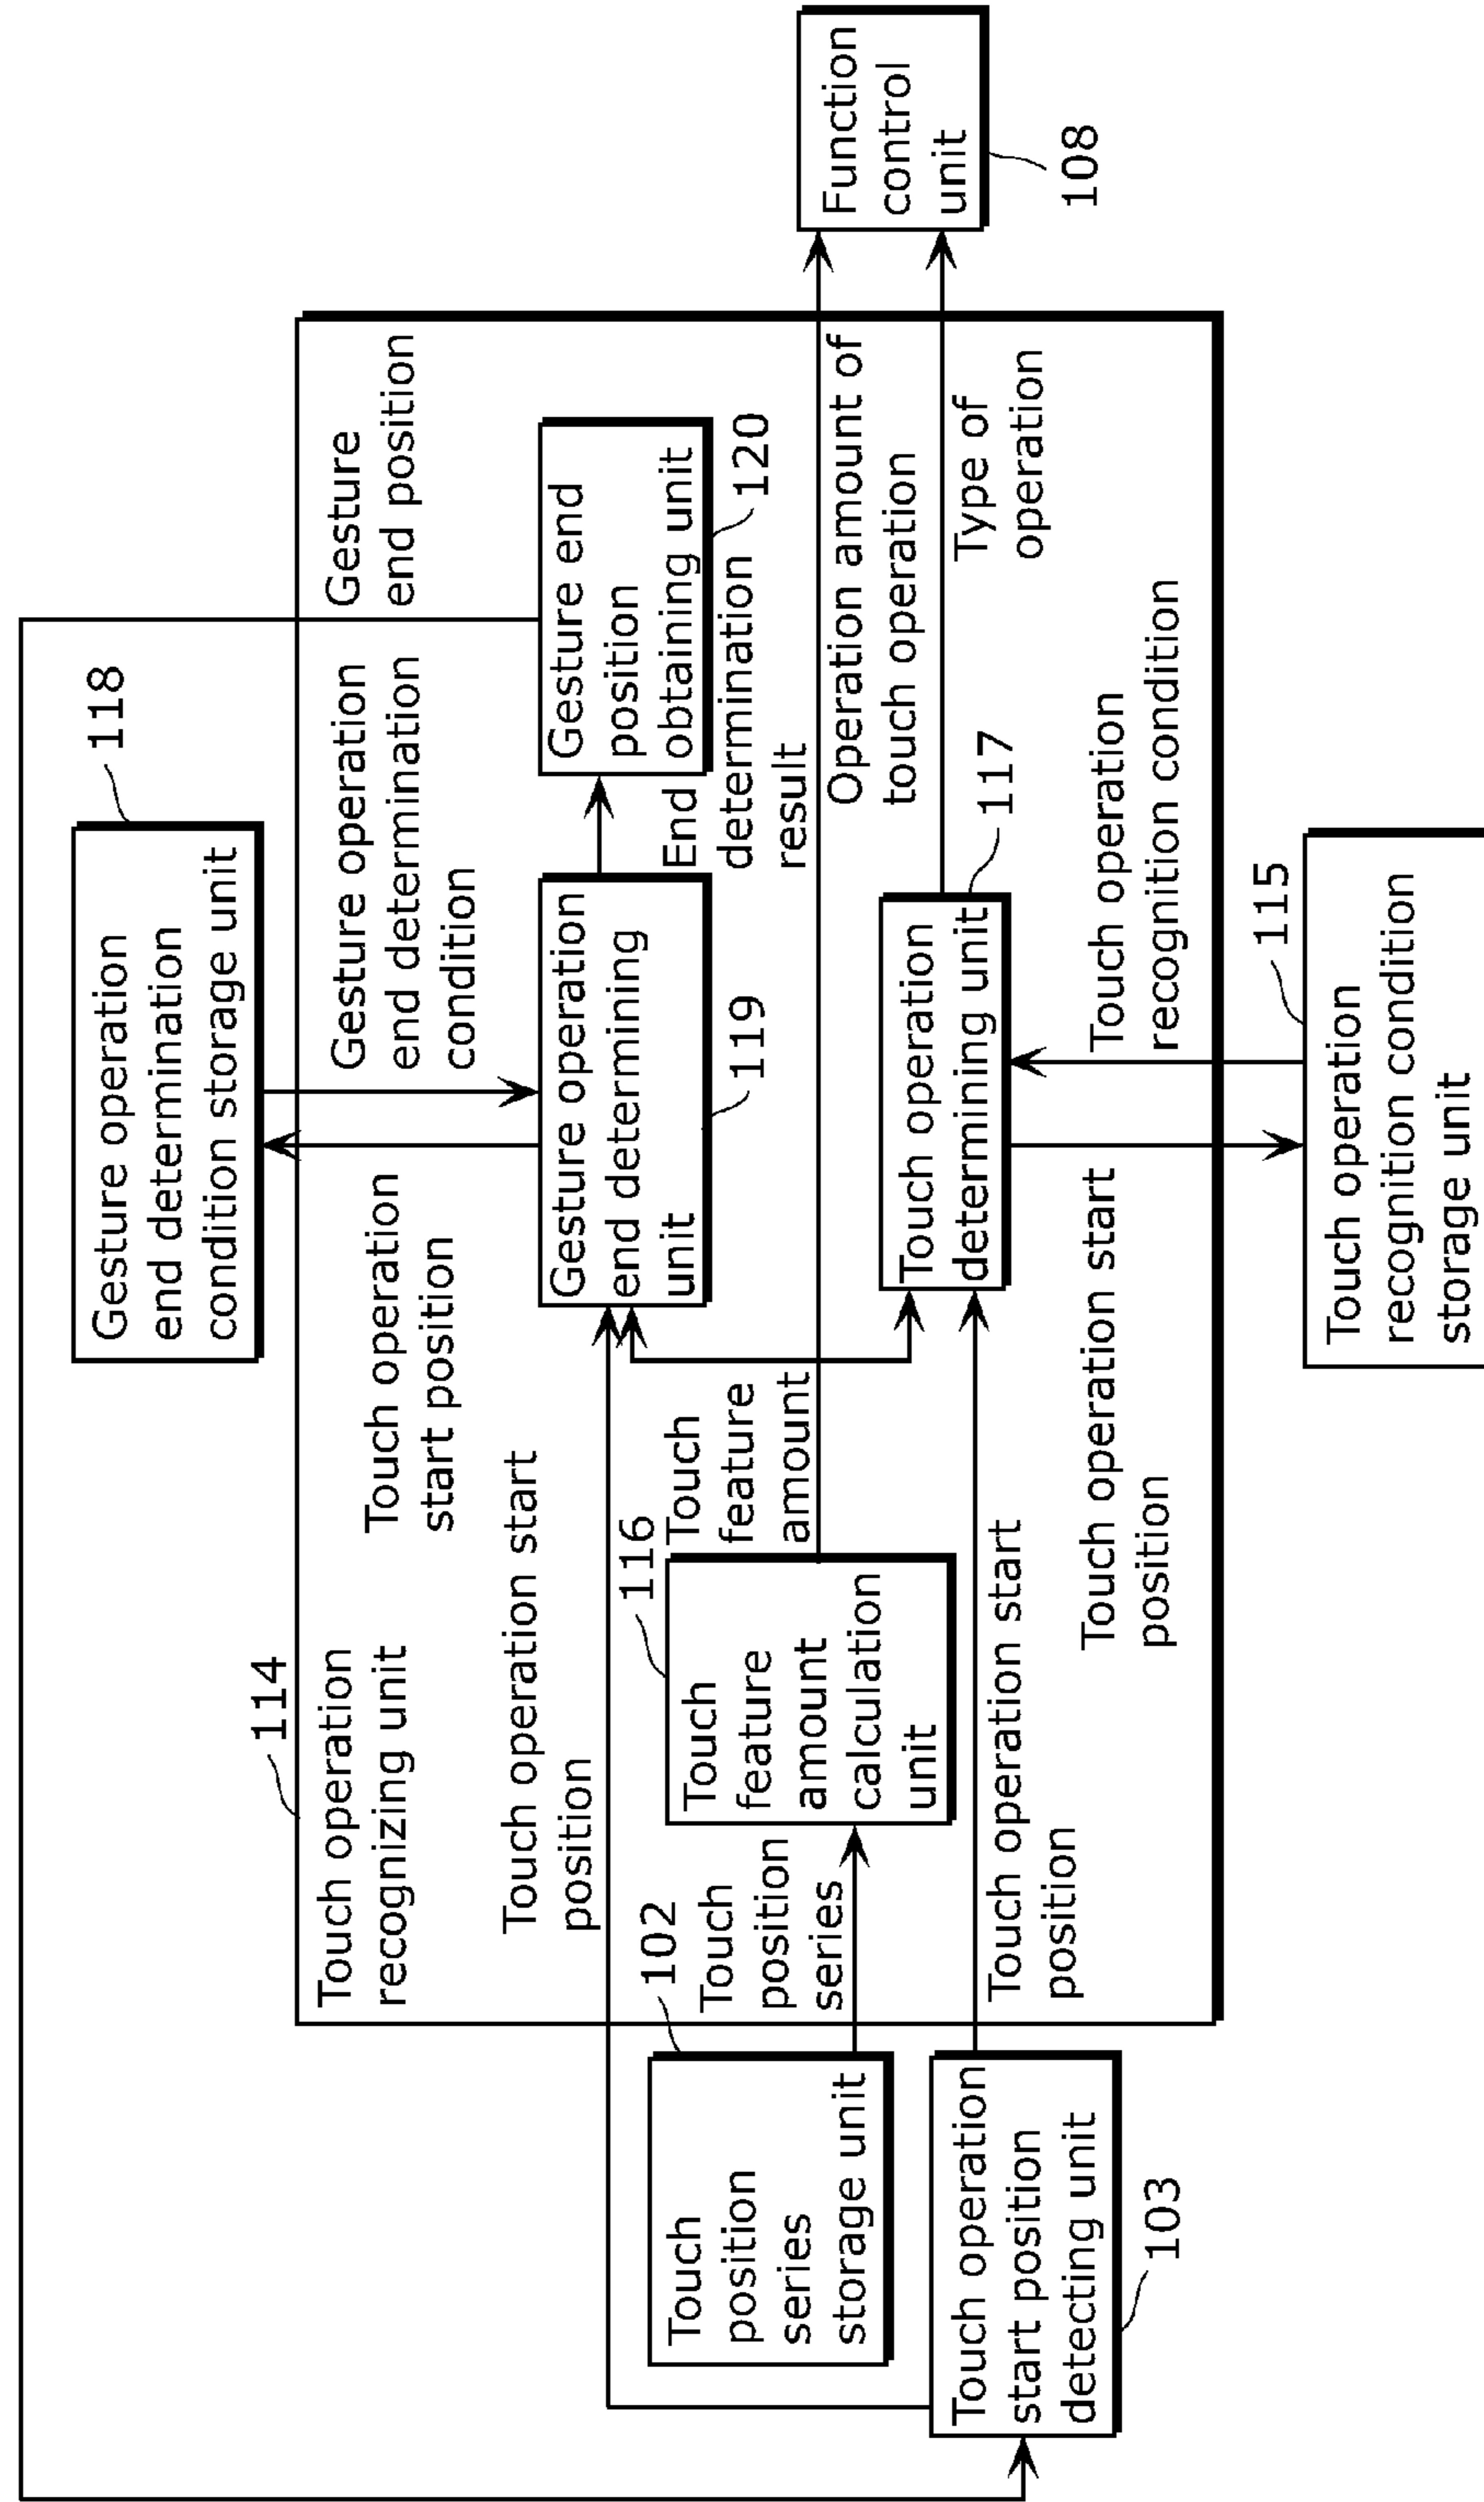 118
Gesture operation
end determination
condition storage unit
114
Touch operation
recognizing unit
Touch operation
start position
Gesture operation
end determination
condition
Gesture
end position
Touch operation start
position
Gesture operation
end determining
unit
119
End
determination
result
Gesture end
position
obtaining unit
120
102
Touch
position
series
storage unit
Touch
position
series
116
Touch
feature
amount
calculation
unit
Touch
feature
amount
Operation amount of
touch operation
Function
control
unit
108
Touch operation
start position
detecting unit
103
Touch operation start
position
Touch operation
determining unit
117
Type of
operation
Touch operation start
position
Touch operation
recognition condition
115
Touch operation
recognition condition
storage unit